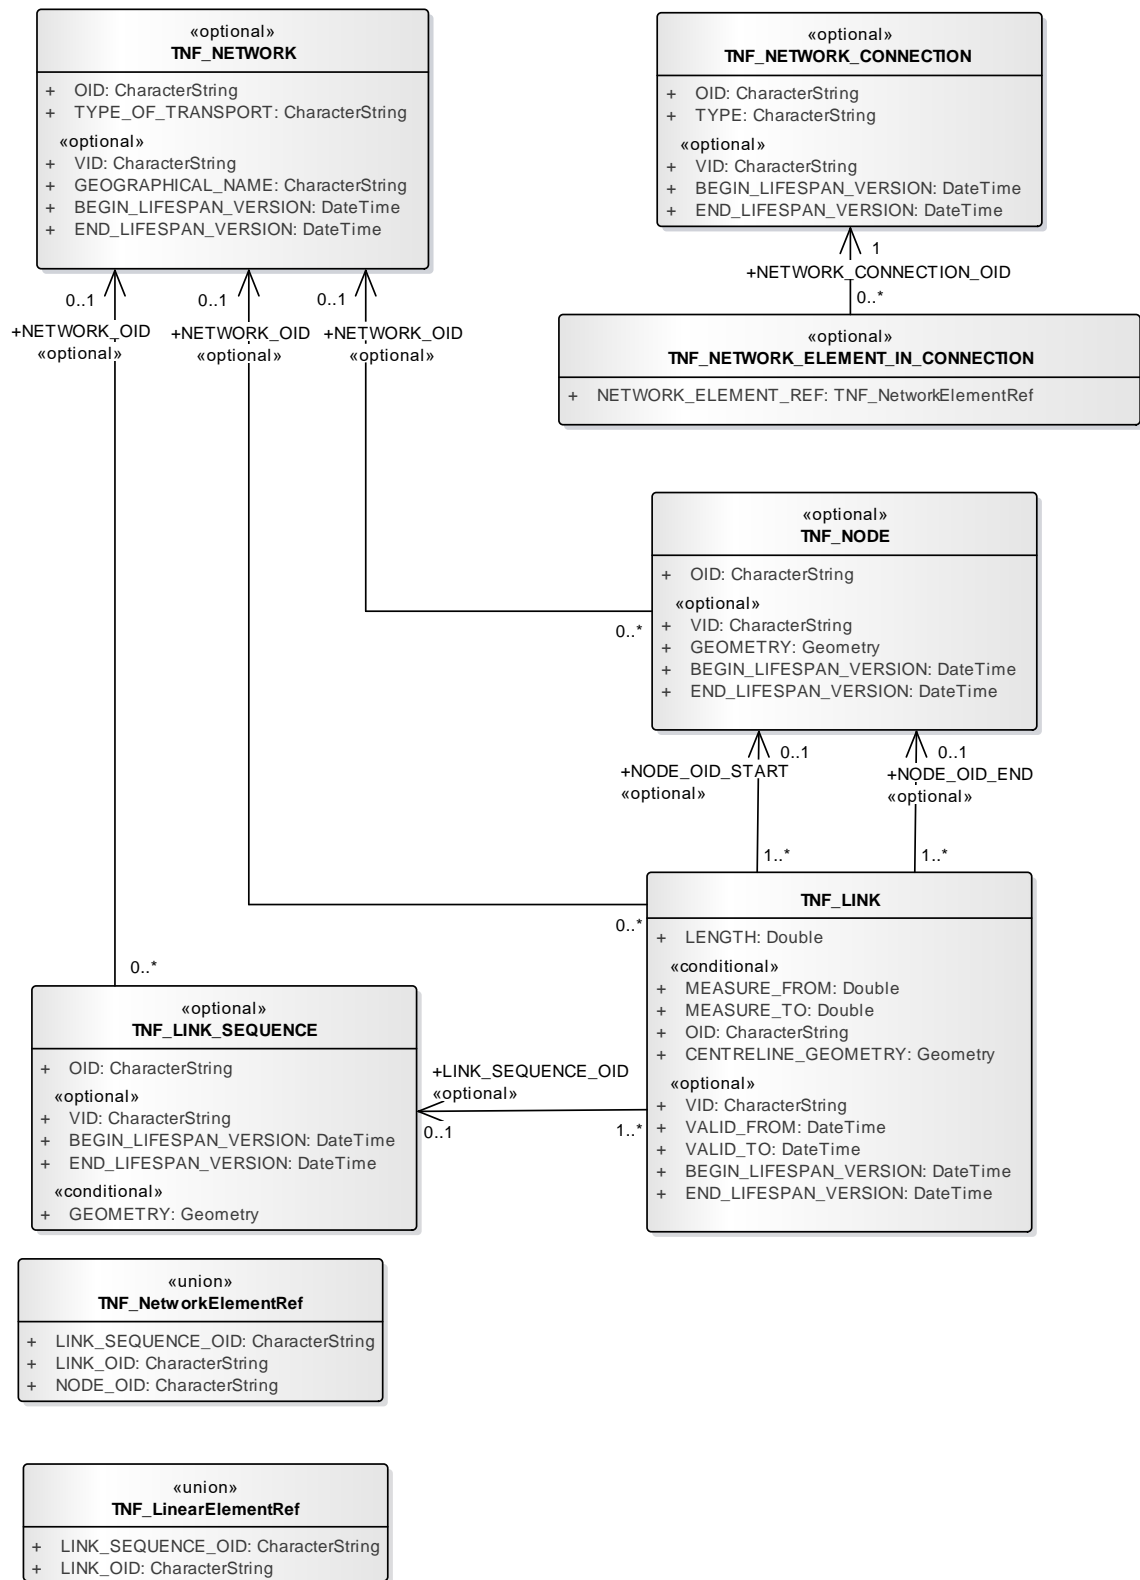 «optional»
TNF_NETWORK
+ OID: CharacterString
+ TYPE_OF_TRANSPORT: CharacterString
«optional»
+ VID: CharacterString
+ GEOGRAPHICAL_NAME: CharacterString
+ BEGIN_LIFESPAN_VERSION: DateTime
+ END_LIFESPAN_VERSION: DateTime
«optional»
TNF_NETWORK_CONNECTION
+ OID: CharacterString
+ TYPE: CharacterString
«optional»
+ VID: CharacterString
+ BEGIN_LIFESPAN_VERSION: DateTime
+ END_LIFESPAN_VERSION: DateTime
1
+NETWORK_CONNECTION_OID
0..*
0..1
+NETWORK_OID
«optional»
0..1
+NETWORK_OID
«optional»
0..1
+NETWORK_OID
«optional»
«optional»
TNF_NETWORK_ELEMENT_IN_CONNECTION
+ NETWORK_ELEMENT_REF: TNF_NetworkElementRef
«optional»
TNF_NODE
+ OID: CharacterString
«optional»
+ VID: CharacterString
+ GEOMETRY: Geometry
+ BEGIN_LIFESPAN_VERSION: DateTime
+ END_LIFESPAN_VERSION: DateTime
0..*
0..1
+NODE_OID_START
«optional»
0..1
+NODE_OID_END
«optional»
1..*
1..*
TNF_LINK
+ LENGTH: Double
«conditional»
+ MEASURE_FROM: Double
+ MEASURE_TO: Double
+ OID: CharacterString
+ CENTRELINE_GEOMETRY: Geometry
«optional»
+ VID: CharacterString
+ VALID_FROM: DateTime
+ VALID_TO: DateTime
+ BEGIN_LIFESPAN_VERSION: DateTime
+ END_LIFESPAN_VERSION: DateTime
0..*
0..*
«optional»
TNF_LINK_SEQUENCE
+ OID: CharacterString
«optional»
+ VID: CharacterString
+ BEGIN_LIFESPAN_VERSION: DateTime
+ END_LIFESPAN_VERSION: DateTime
«conditional»
+ GEOMETRY: Geometry
+LINK_SEQUENCE_OID
«optional»
0..1
1..*
«union»
TNF_NetworkElementRef
+ LINK_SEQUENCE_OID: CharacterString
+ LINK_OID: CharacterString
+ NODE_OID: CharacterString
«union»
TNF_LinearElementRef
+ LINK_SEQUENCE_OID: CharacterString
+ LINK_OID: CharacterString